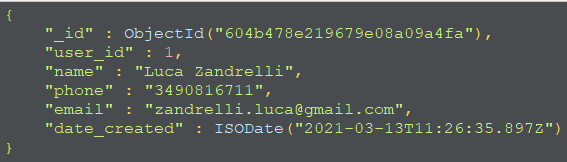 {
"_id" : ObjectId("604b478e219679e08a09a4fa"),
"user_id" : 1,
"name" : "Luca Zandrelli",
"phone" : "3490816711",
"email" : "zandrelli.luca@gmail.com",
"date_created" : ISODate("2021-03-13T11:26:35.897Z")
}